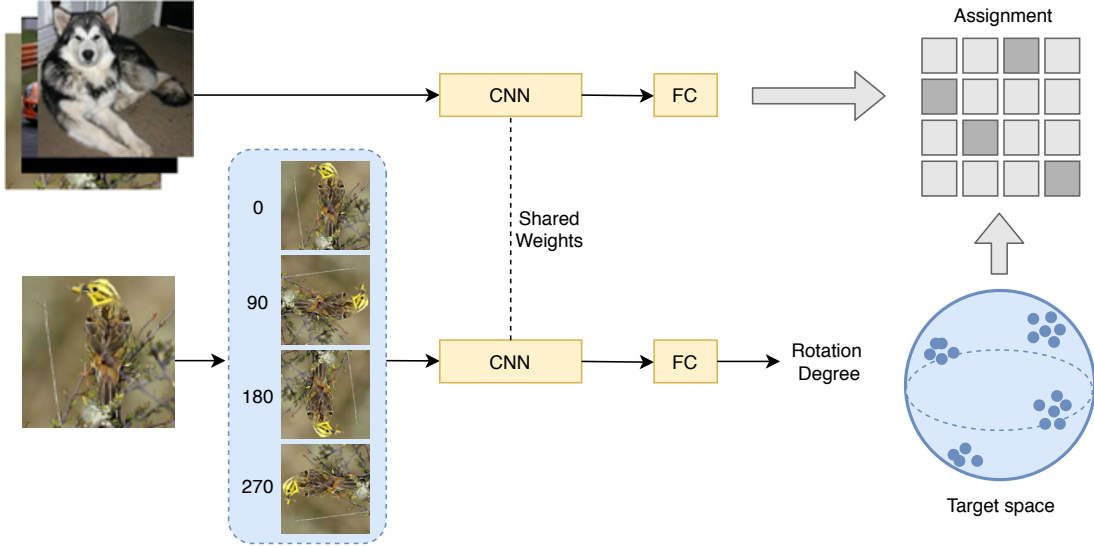 Assignment
CNN
FC
0
Shared
Weights
90
CNN
FC
Rotation
Degree
180
270
Target space